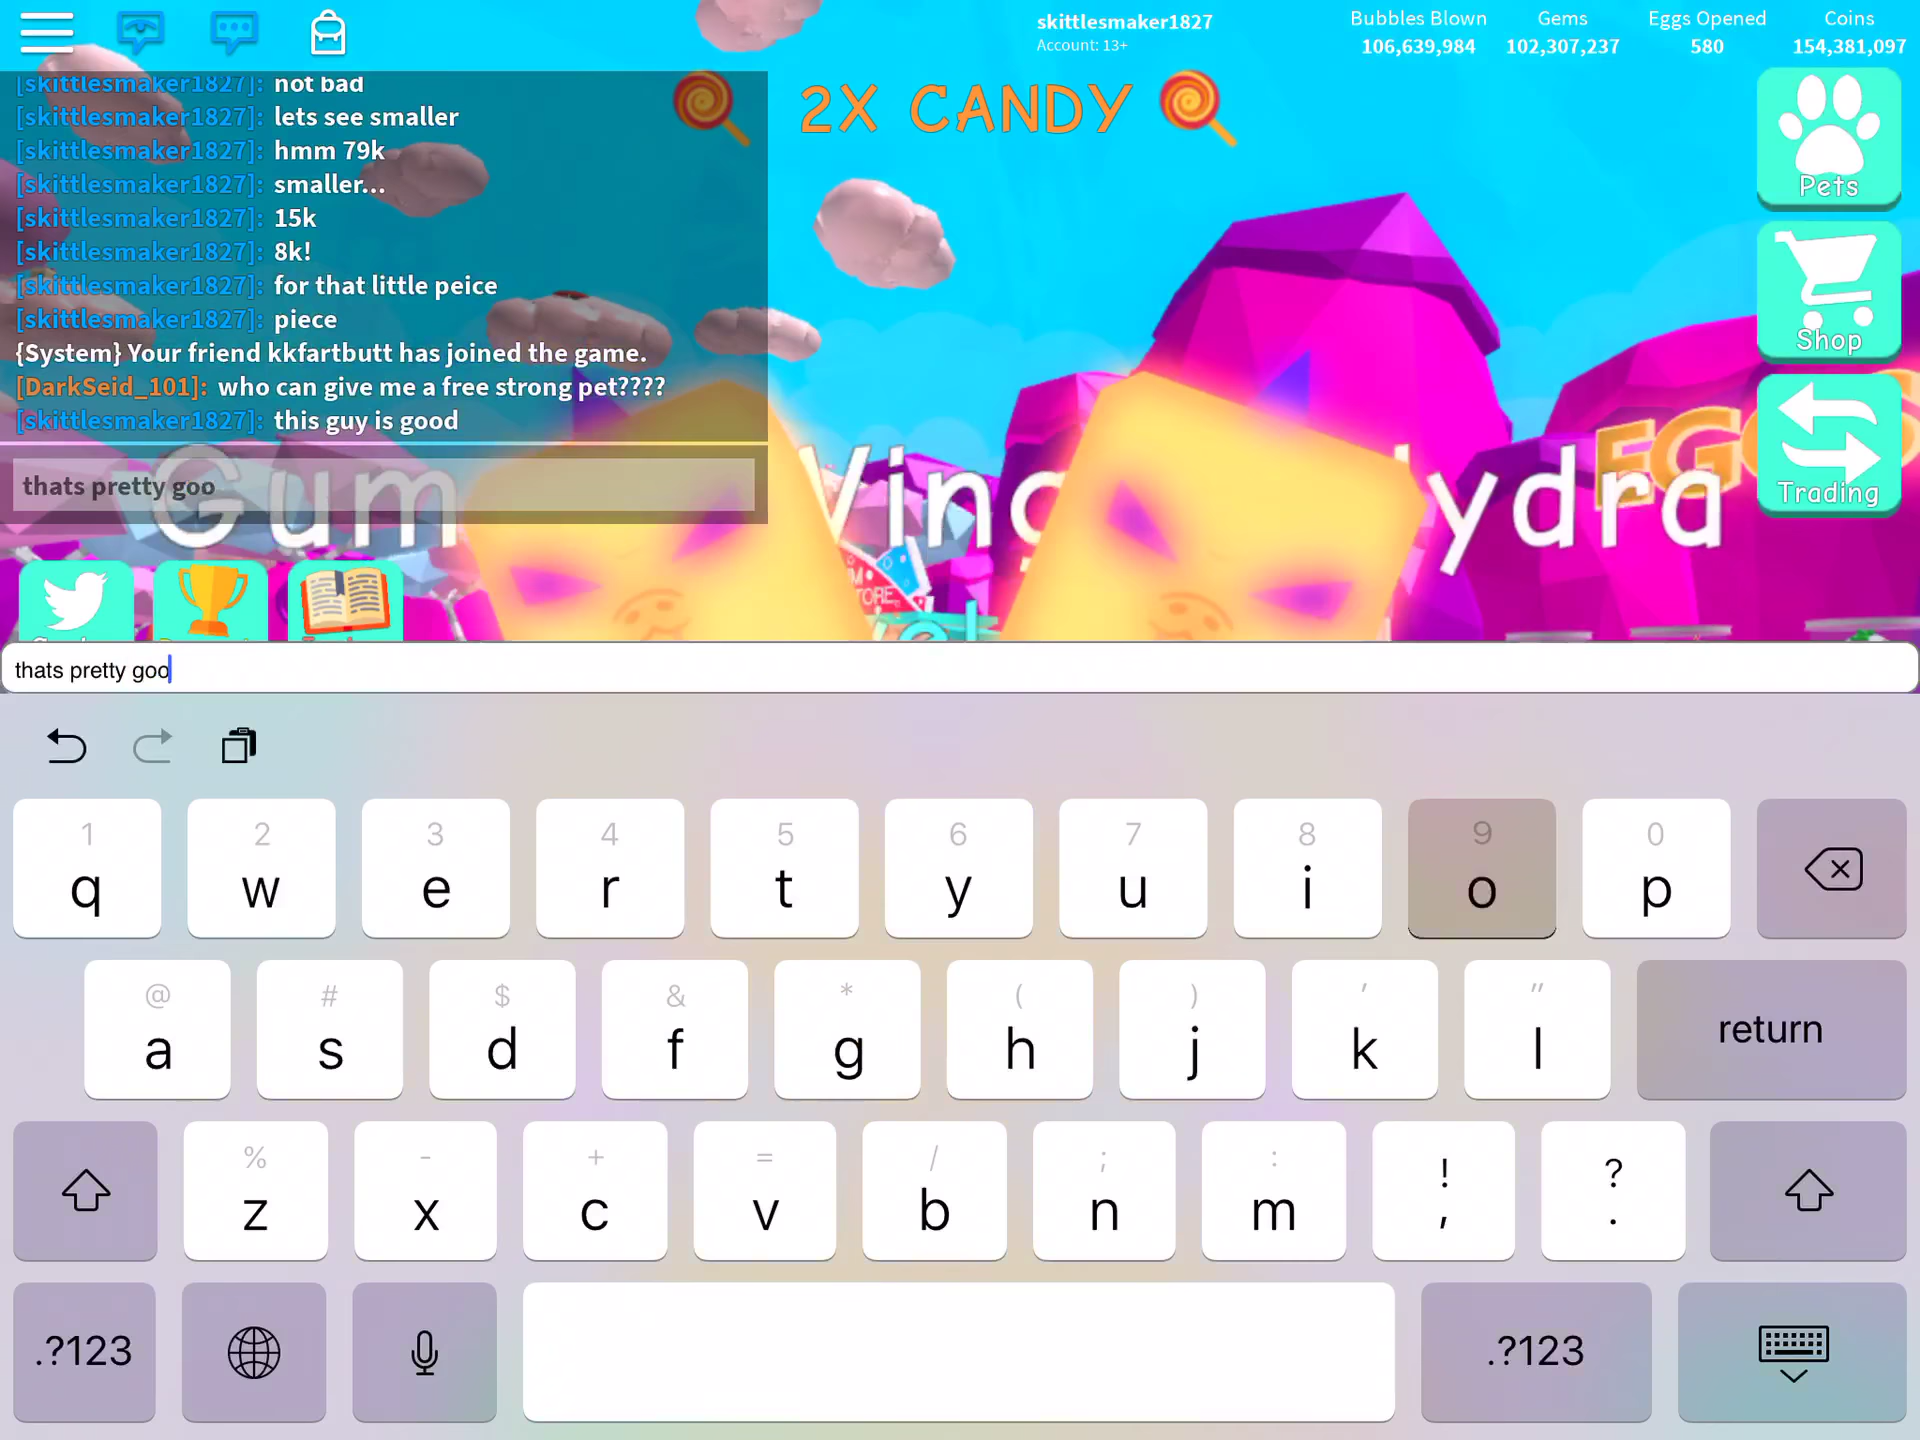 skittlesmaker1827
Account: 13+
Bubbles Blown
106,639,984
Gems
102,307,237
Eggs Opened
580
Coins
154,381,097
2X CANDY
[skittlesmaker1827]: not bad
[skittlesmaker1827]: lets see smaller
[skittlesmaker1827]: hmm 79k
[skittlesmaker1827]: smaller...
[skittlesmaker1827]: 15k
[skittlesmaker1827]: 8k!
[skittlesmaker1827]: for that little peice
[skittlesmaker1827]: piece
{System} Your friend kkfartbutt has joined the game.
[DarkSeid_101]: who can give me a free strong pet????
[skittlesmaker1827]: this guy is good
thats pretty goo
Pets
Shop
Trading
EGG
Gum
ydra
thats pretty goo
1 2 3 4 5 6 7 8 9 0
q w e r t y u i o p
@ # $ & * ( ) ' "
a s d f g h j k l return
% - + = / ; : ! ?
z x c v b n m , .
.?123 .?123